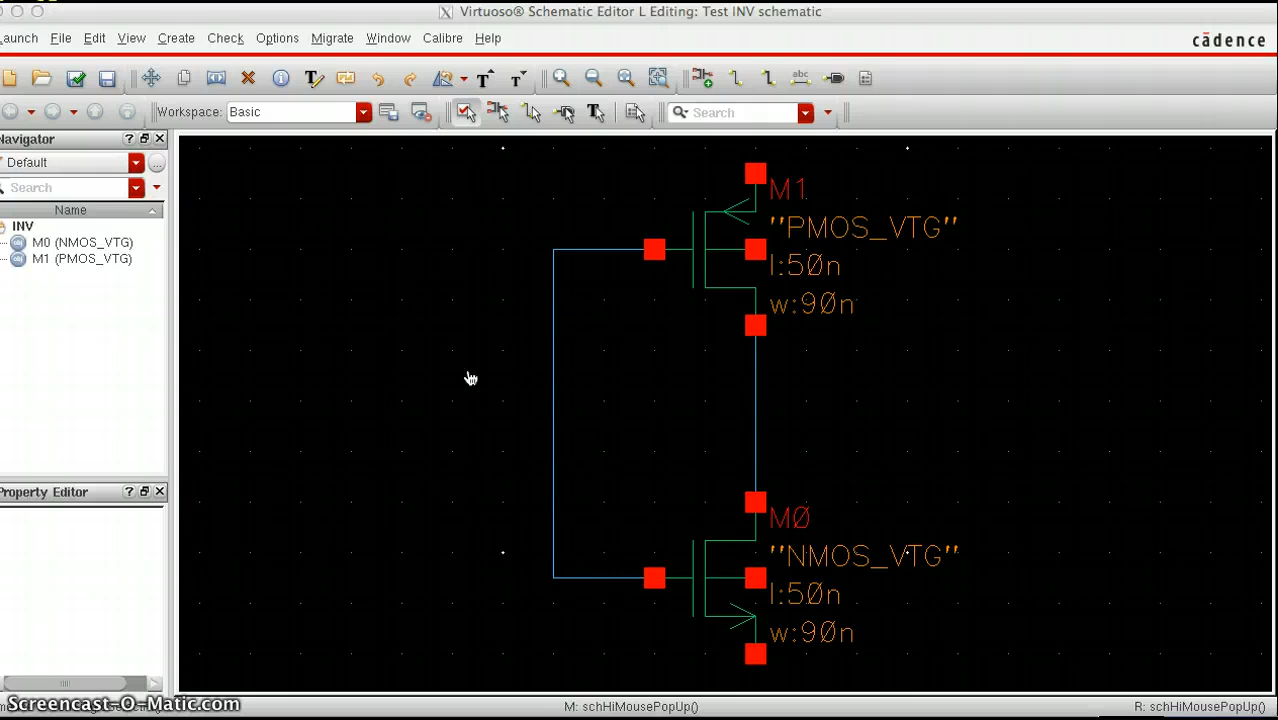 Virtuoso® Schematic Editor L Editing: Test INV schematic
aunch File Edit View Create Check Options Migrate Window Calibre Help
cādence
Workspace: Basic
Search
Navigator
Default
Search
Name
INV
M0 (NMOS_VTG)
M1 (PMOS_VTG)
Property Editor
M1
"PMOS_VTG"
l:50n
w:90n
M0
"NMOS_VTG"
l:50n
w:90n
Screencast-O-Matic.com
M: schHiMousePopUp()
R: schHiMousePopUp()